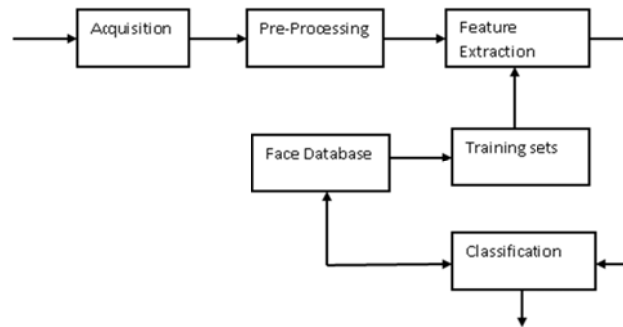 Acquisition
Pre-Processing
Feature
Extraction
Face Database
Training sets
Classification